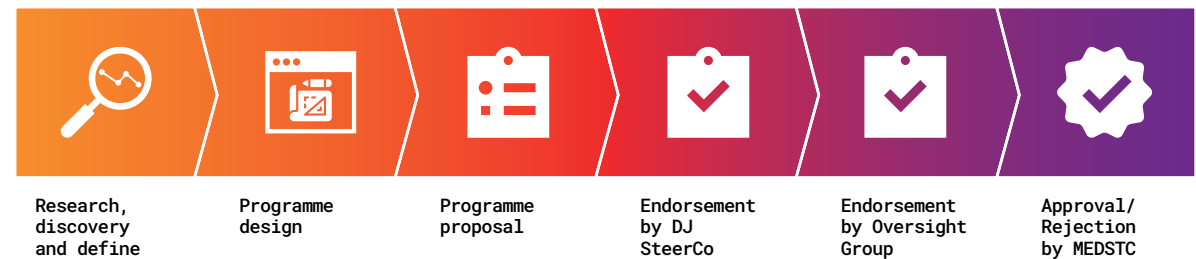 Research,
discovery
and define
Programme
design
Programme
proposal
Endorsement
by DJ
SteerCo
Endorsement
by Oversight
Group
Approval/
Rejection
by MEDSTC